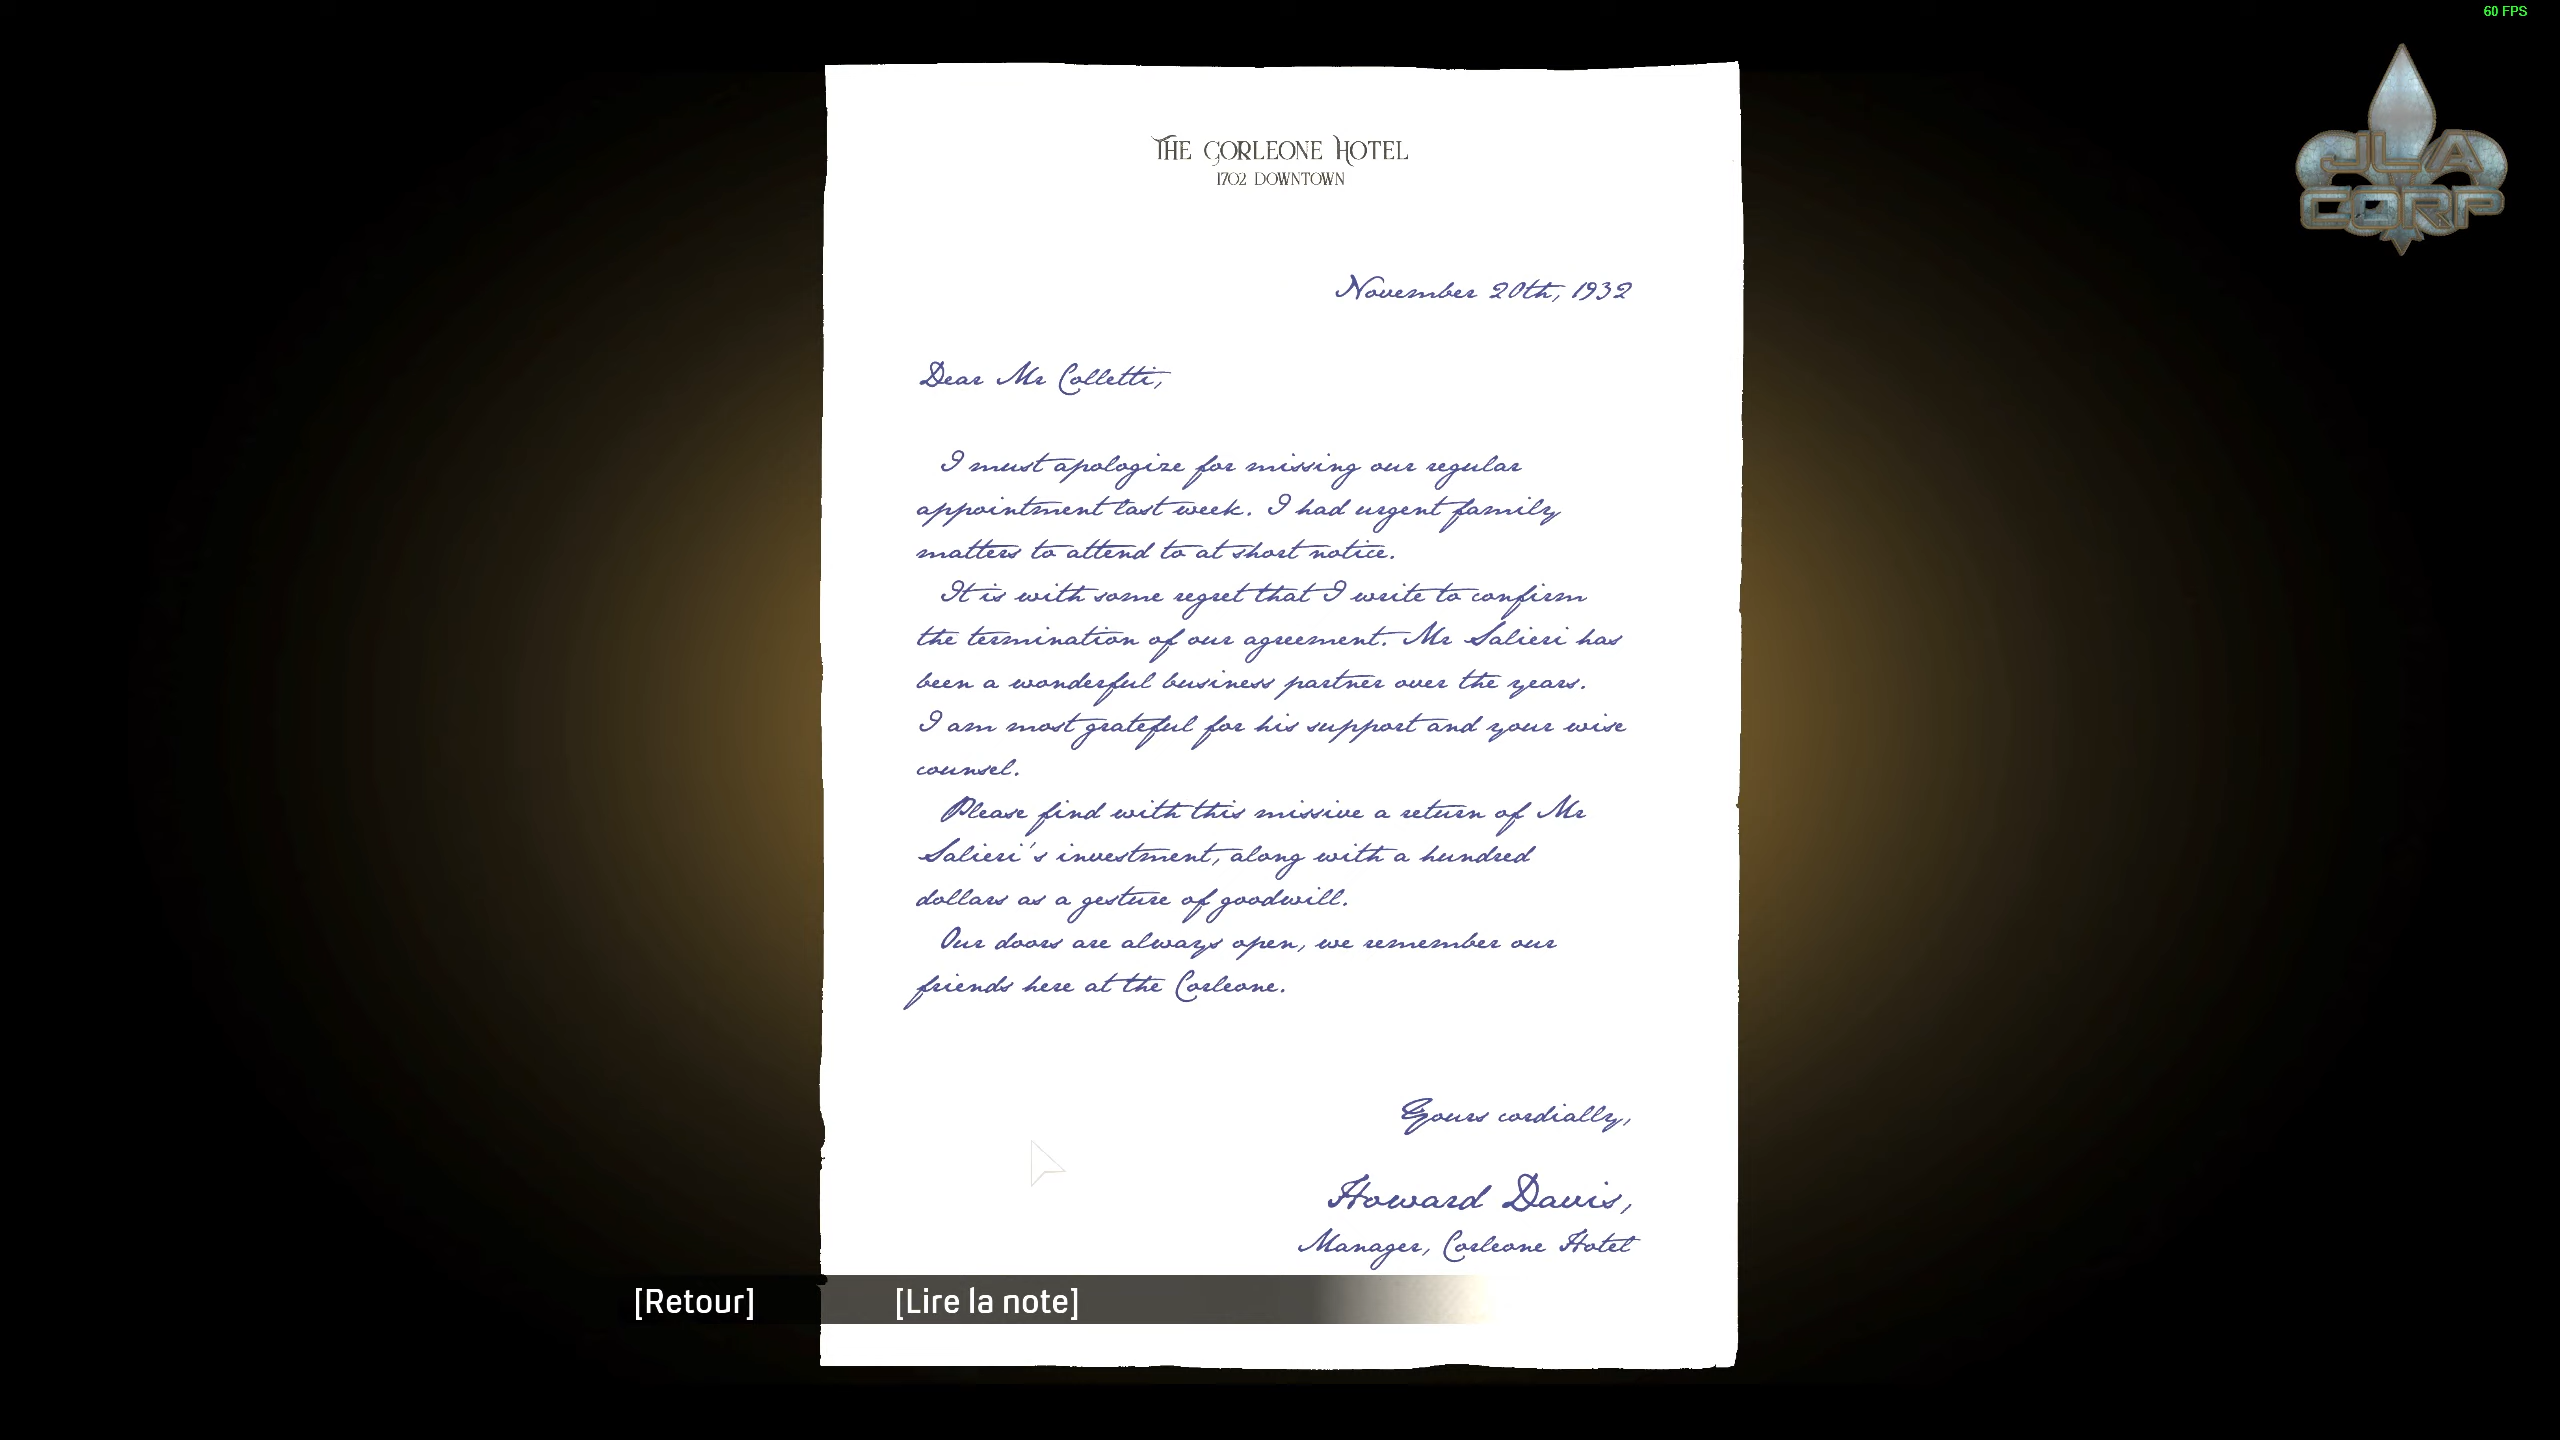 60 FPS
JLA
CORP
THE CORLEONE HOTEL
1702 DOWNTOWN
November 20th, 1932
Dear Mr Colletti,
I must apologize for missing our regular
appointment last week. I had urgent family
matters to attend to at short notice.
It is with some regret that I write to confirm
the termination of our agreement. Mr Salieri has
been a wonderful business partner over the years.
I am most grateful for his support and your wise
counsel.
Please find with this missive a return of Mr
Salieri's investment, along with a hundred
dollars as a gesture of goodwill.
Our doors are always open, we remember our
friends here at the Corleone.
Yours cordially,
Howard Davis,
Manager, Corleone Hotel
[Retour] [Lire la note]